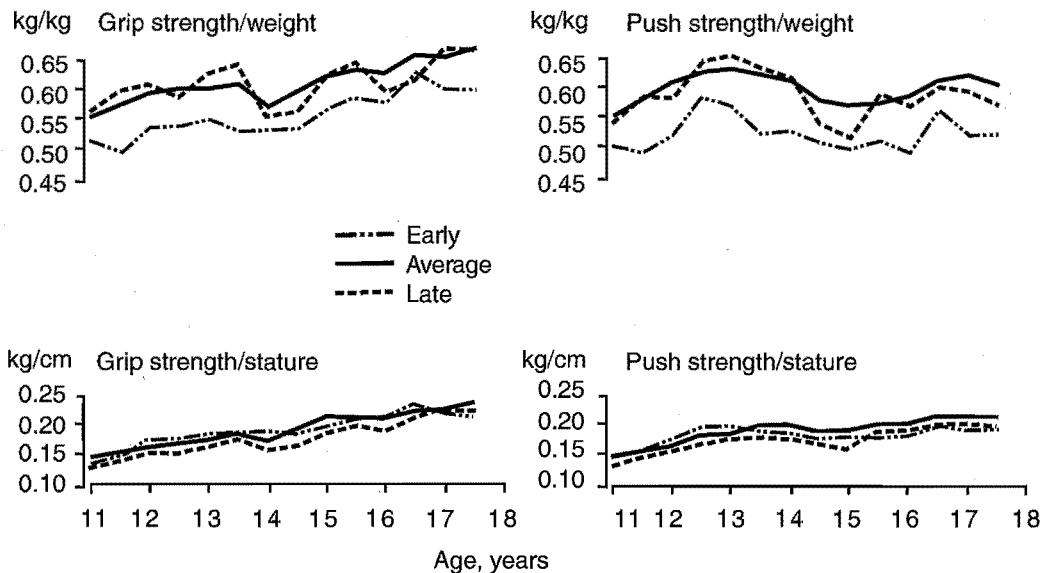 kg/kg Grip strength/weight
0.65
0.60
0.55
0.50
0.45
kg/kg Push strength/weight
0.65
0.60
0.55
0.50
0.45
Early
Average
Late
kg/cm Grip strength/stature
0.25
0.20
0.15
0.10
11 12 13 14 15 16 17 18
kg/cm Push strength/stature
0.25
0.20
0.15
0.10
11 12 13 14 15 16 17 18
Age, years